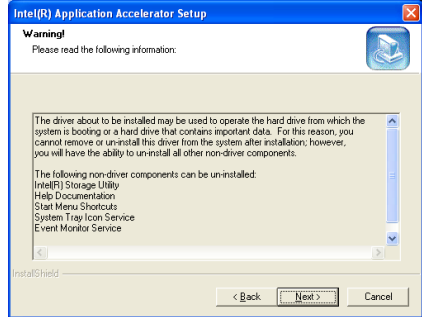 Intel(R) Application Accelerator Setup
Warning!
Please read the following information:
The driver about to be installed may be used to operate the hard drive from which the
system is booting or a hard drive that contains important data. For this reason, you
cannot remove or un-install this driver from the system after installation; however,
you will have the ability to un-install all other non-driver components.
The following non-driver components can be un-installed:
Intel(R) Storage Utility
Help Documentation
Start Menu Shortcuts
System Tray Icon Service
Event Monitor Service
InstallShield
< Back
Next >
Cancel